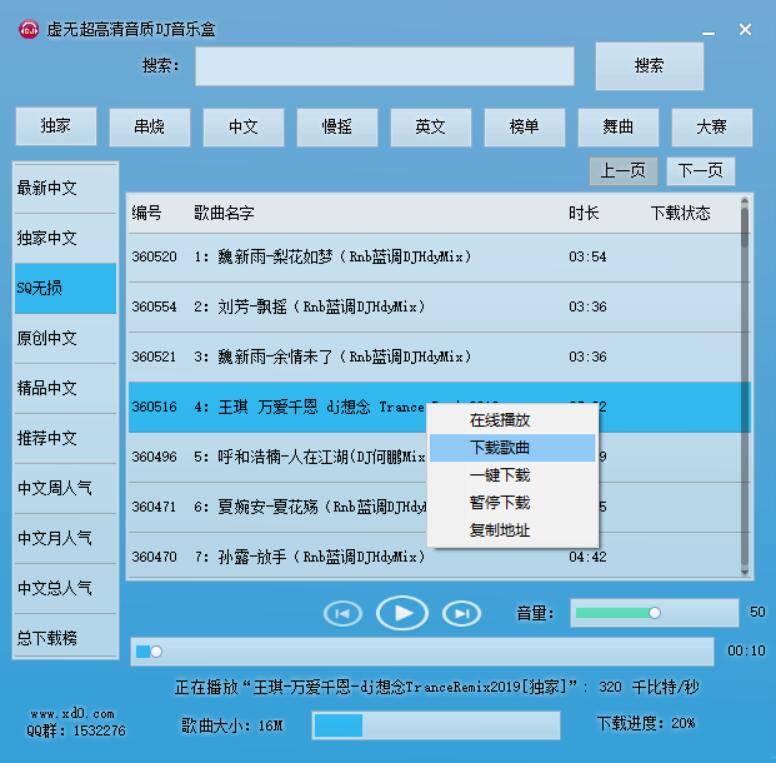 虚无超高清音质DJ音乐盒
搜索： 搜索
独家 串烧 中文 慢摇 英文 榜单 舞曲 大赛
上一页 下一页
最新中文
独家中文
SQ无损
原创中文
精品中文
推荐中文
中文周人气
中文月人气
中文总人气
总下载榜
编号 歌曲名字 时长 下载状态
360520 1: 魏新雨-梨花如梦（Rnb蓝调DJHdyMix） 03:54
360554 2: 刘芳-飘摇（Rnb蓝调DJHdyMix） 03:36
360521 3: 魏新雨-余情未了（Rnb蓝调DJHdyMix） 03:36
360516 4: 王琪 万爱千恩 dj想念 Trance
360496 5: 呼和浩楠-人在江湖(DJ何鹏Mix
360471 6: 夏婉安-夏花殇（Rnb蓝调DJHdy
360470 7: 孙露-放手（Rnb蓝调DJHdyMix） 04:42
在线播放
下载歌曲
一键下载
暂停下载
复制地址
音量： 50
00:10
正在播放“王琪-万爱千恩-dj想念TranceRemix2019[独家]”: 320 千比特/秒
www.xd0.com
QQ群: 1532276
歌曲大小: 16M
下载进度: 20%